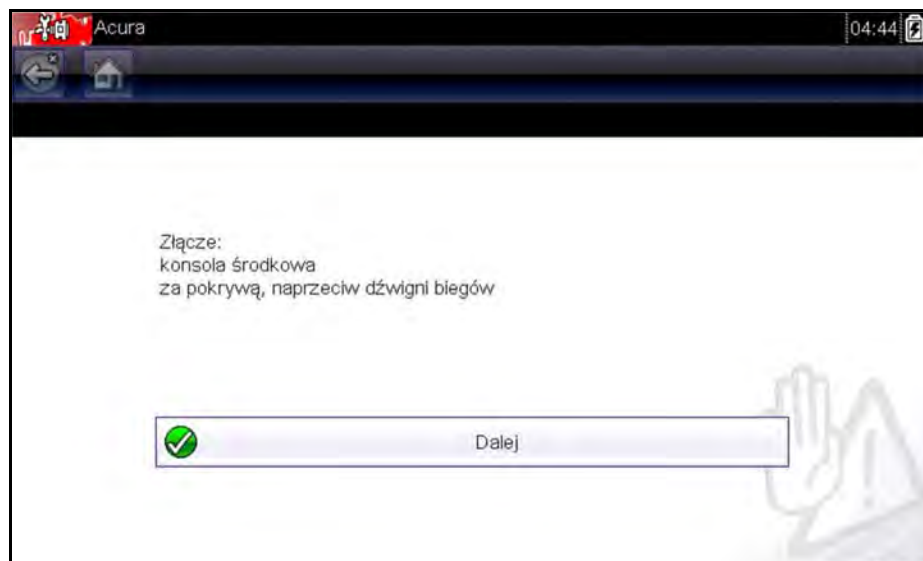 Acura
04:44
Złącze:
konsola środkowa
za pokrywą, naprzeciw dźwigni biegów
Dalej